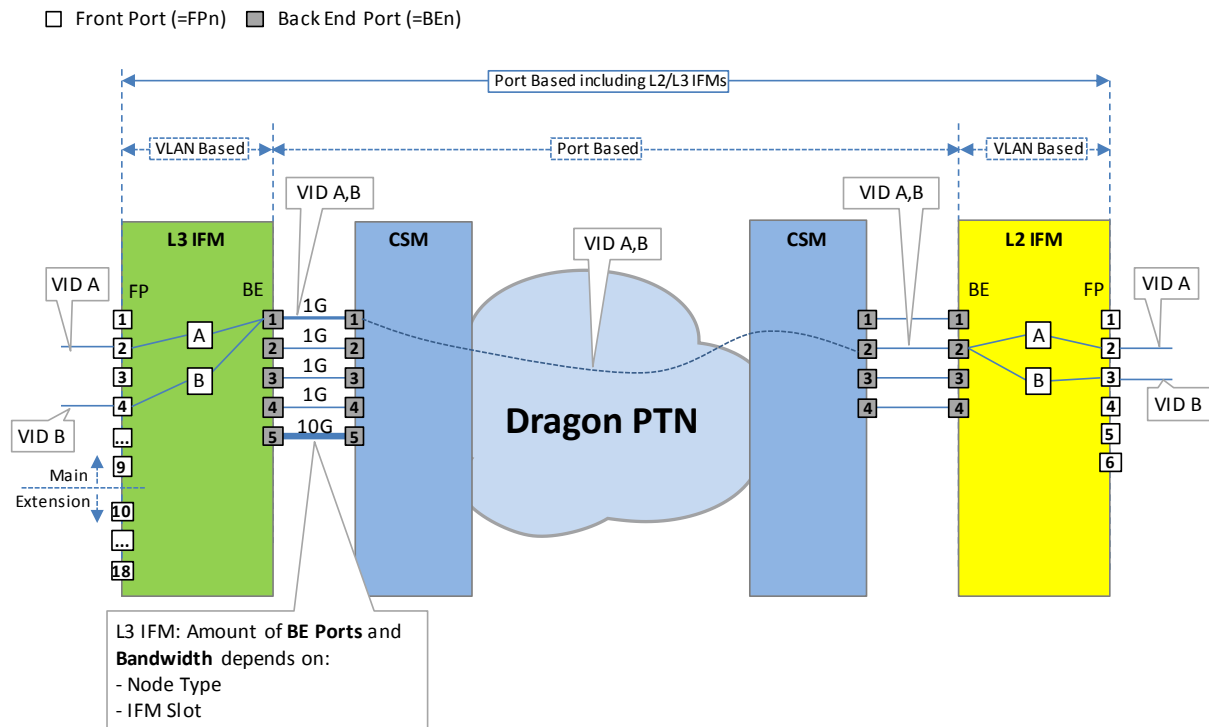 Front Port (=FPn) Back End Port (=BEn)
Port Based including L2/L3 IFMs
VLAN Based Port Based VLAN Based
VID A,B VID A,B
L3 IFM CSM CSM L2 IFM
VID A,B
VID A FP BE BE FP VID A
1 1 1G 1 1 1 1
2 A 2 1G 2 2 2 A 2
3 B 3 1G 3 3 3 B 3
4 4 1G 4 4 4 4
VID B VID B
... 5 10G 5 5
Dragon PTN
9 6
Main
Extension
10
...
18
L3 IFM: Amount of BE Ports and
Bandwidth depends on:
- Node Type
- IFM Slot